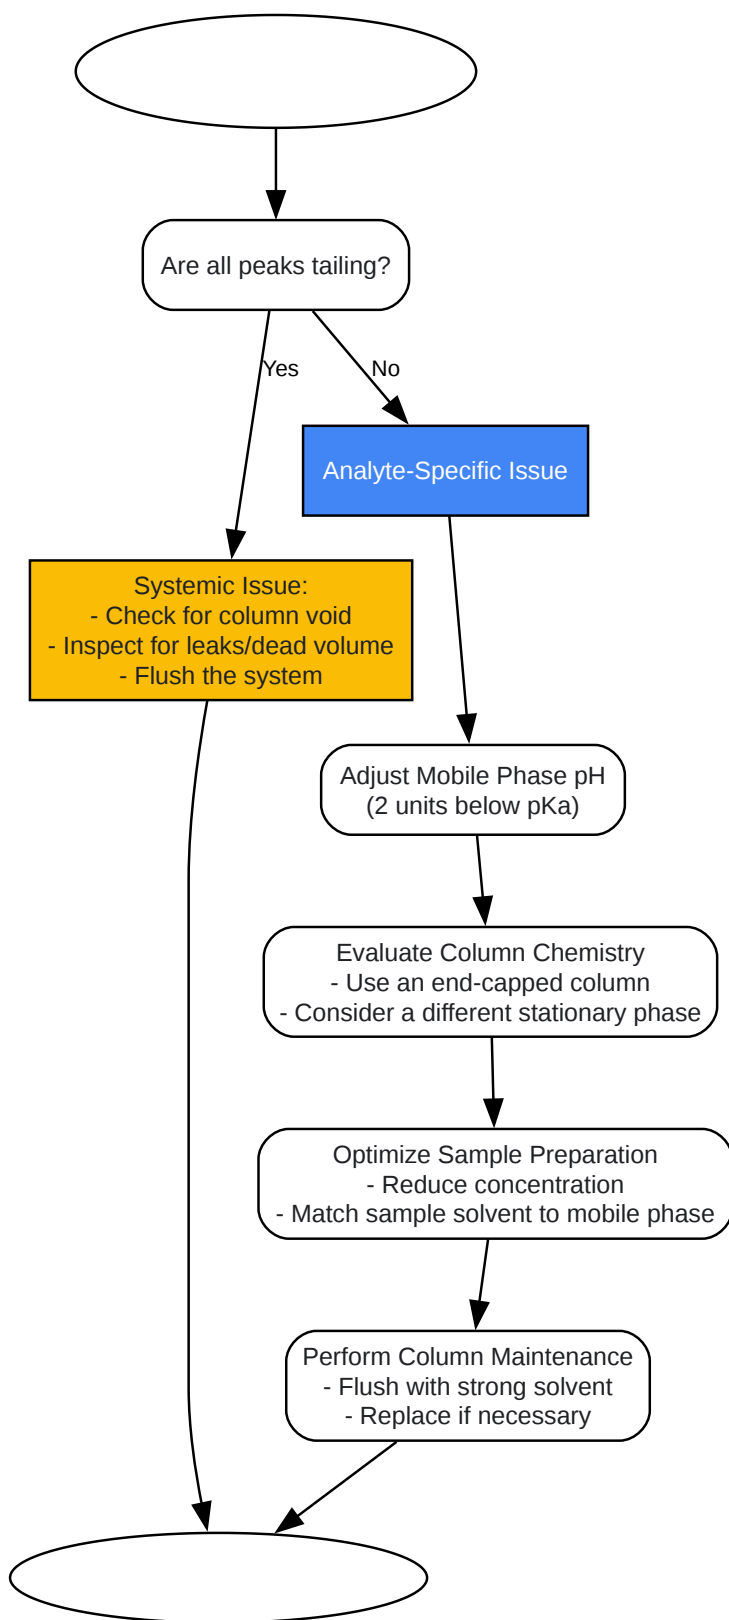 Are all peaks tailing?
Yes
No
Analyte-Specific Issue
Systemic Issue:
- Check for column void
- Inspect for leaks/dead volume
- Flush the system
Adjust Mobile Phase pH
(2 units below pKa)
Evaluate Column Chemistry
- Use an end-capped column
- Consider a different stationary phase
Optimize Sample Preparation
- Reduce concentration
- Match sample solvent to mobile phase
Perform Column Maintenance
- Flush with strong solvent
- Replace if necessary